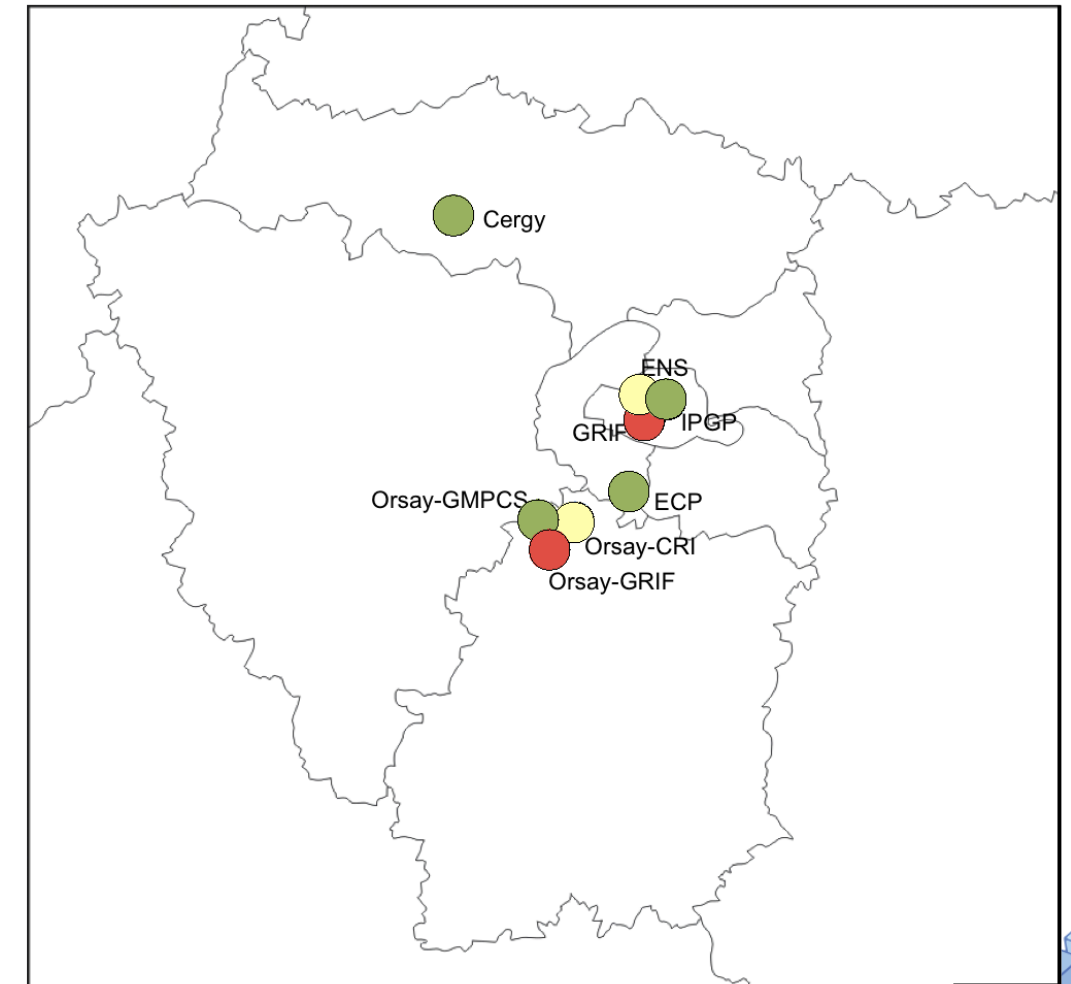 Cergy
ENS
IPGP
GRIF
Orsay-GMPCS
ECP
Orsay-CRI
Orsay-GRIF